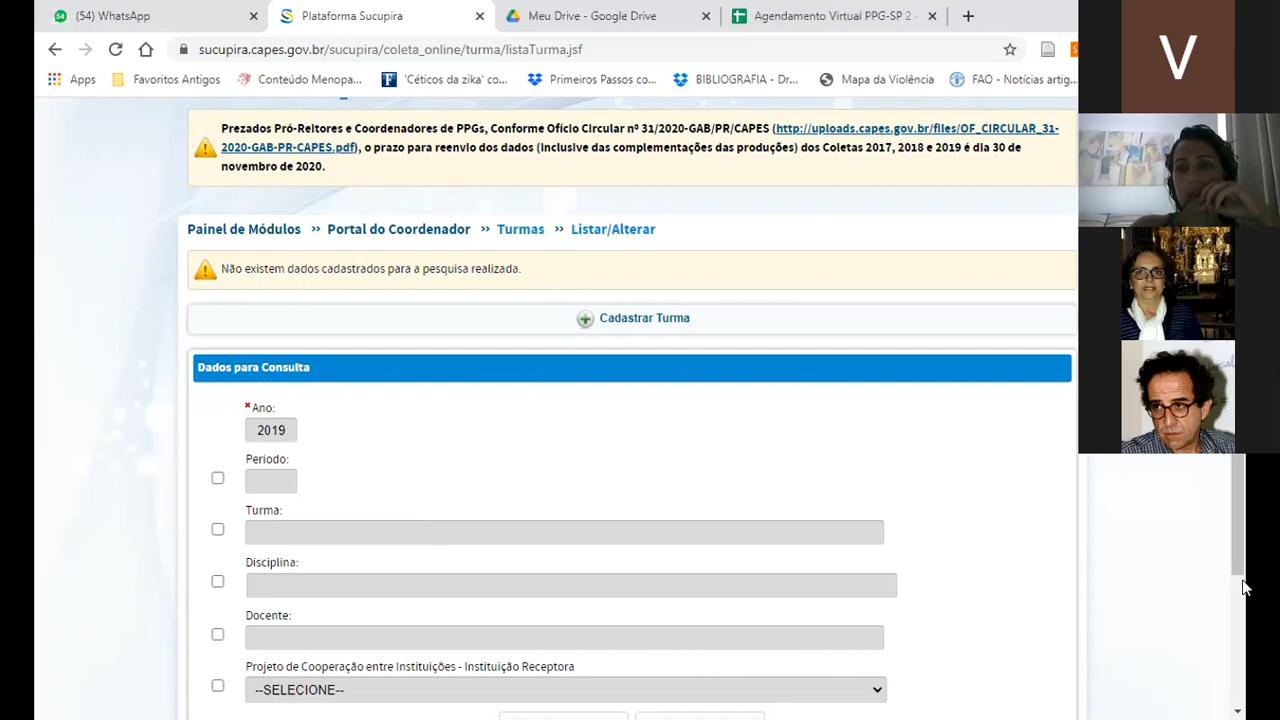 (54) WhatsApp
Plataforma Sucupira
Meu Drive - Google Drive
Agendamento Virtual PPG-SP 2 -
sucupira.capes.gov.br/sucupira/coleta_online/turma/listaTurma.jsf
Apps
Favoritos Antigos
Conteúdo Menopa...
'Céticos da zika' co...
Primeiros Passos co...
BIBLIOGRAFIA - Dr...
Mapa da Violência
FAO - Notícias artig...
V
Prezados Pró-Reitores e Coordenadores de PPGs, Conforme Ofício Circular nº 31/2020-GAB/PR/CAPES (http://uploads.capes.gov.br/files/OF_CIRCULAR_31-
2020-GAB-PR-CAPES.pdf), o prazo para reenvio dos dados (inclusive das complementações das produções) dos Coletas 2017, 2018 e 2019 é dia 30 de
novembro de 2020.
Painel de Módulos » Portal do Coordenador » Turmas » Listar/Alterar
Não existem dados cadastrados para a pesquisa realizada.
Cadastrar Turma
Dados para Consulta
* Ano:
2019
Periodo:
Turma:
Disciplina:
Docente:
Projeto de Cooperação entre Instituições - Instituição Receptora
--SELECIONE--